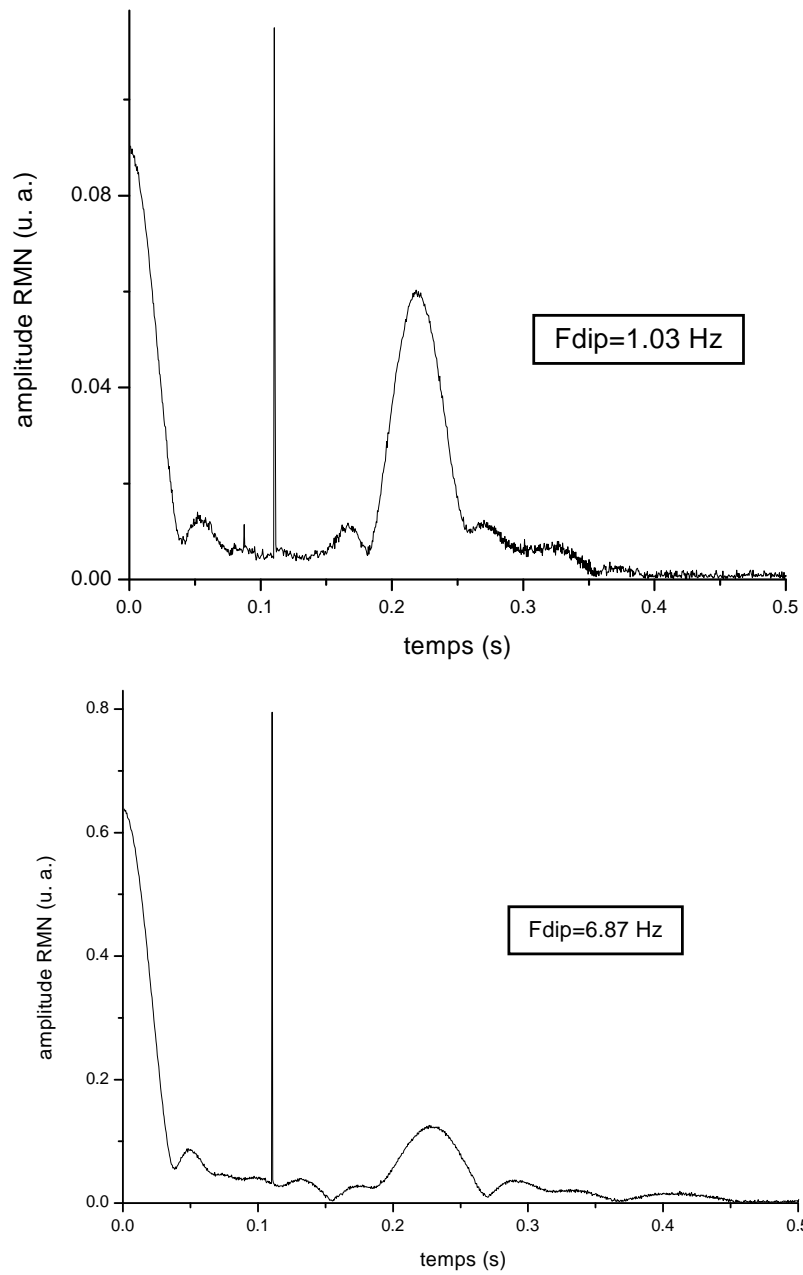 0.08
0.04
0.00
amplitude RMN (u. a.)
Fdip=1.03 Hz
0.0 0.1 0.2 0.3 0.4 0.5
temps (s)
0.8
0.6
0.4
0.2
0.0
amplitude RMN (u. a.)
Fdip=6.87 Hz
0.0 0.1 0.2 0.3 0.4 0.5
temps (s)